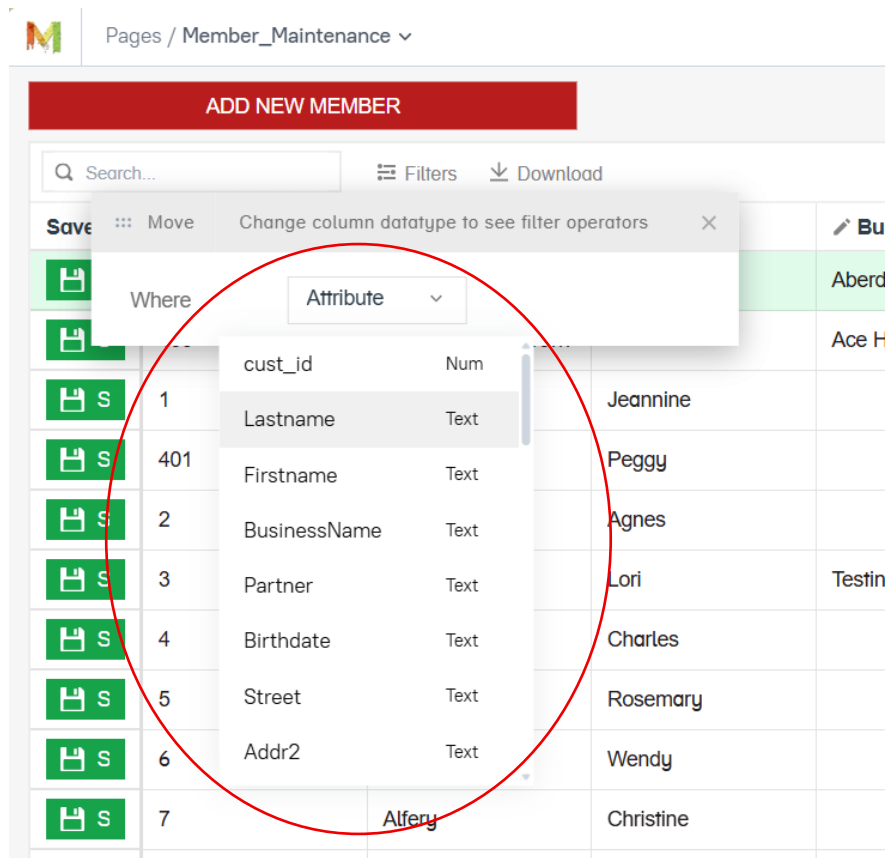 Pages / Member_Maintenance
ADD NEW MEMBER
Search... Filters Download
Save Move Change column datatype to see filter operators Bu
Where Attribute Aberd
Ace H
cust_id Num
S 1 Jeannine
Lastname Text
S 401 Peggy
Firstname Text
S 2 Agnes
BusinessName Text
S 3 Lori Testin
Partner Text
S 4 Charles
Birthdate Text
S 5 Rosemary
Street Text
S 6 Wendy
Addr2 Text
S 7 Alfery Christine